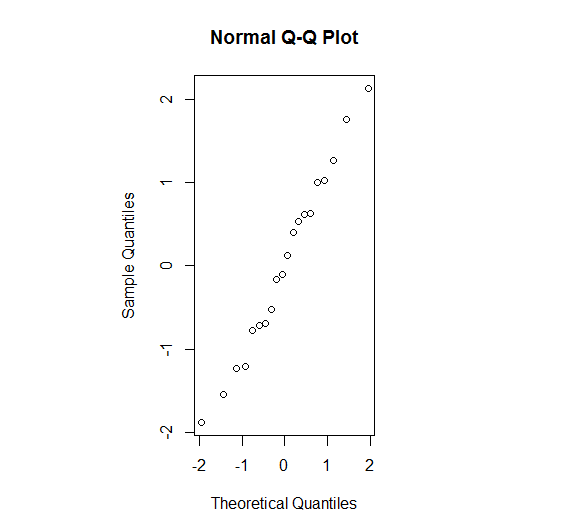 Normal Q-Q Plot
Sample Quantiles
2
1
0
-1
-2
-2 -1 0 1 2
Theoretical Quantiles